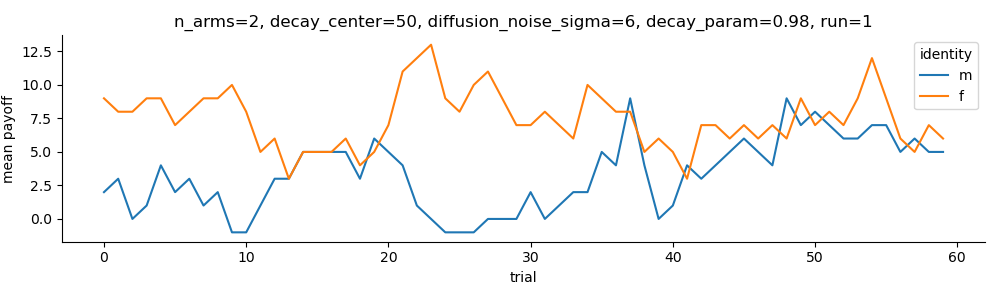 n_arms=2, decay_center=50, diffusion_noise_sigma=6, decay_param=0.98, run=1
mean payoff
12.5
10.0
7.5
5.0
2.5
0.0
identity
m
f
0 10 20 30 40 50 60
trial